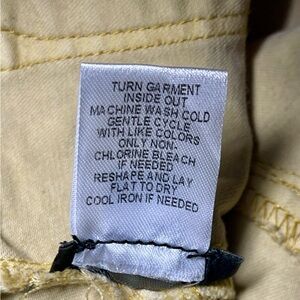 TURN GARMENT
INSIDE OUT
MACHINE WASH COLD
GENTLE CYCLE
WITH LIKE COLORS
ONLY NON-
CHLORINE BLEACH
IF NEEDED
RESHAPE AND LAY
FLAT TO DRY
COOL IRON IF NEEDED